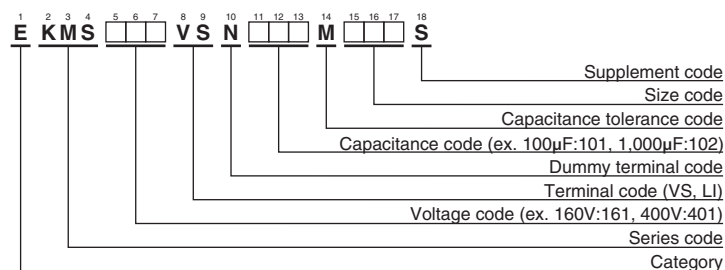 1 2 3 4 5 6 7 8 9 10 11 12 13 14 15 16 17 18
E K M S V S N M S
Supplement code
Size code
Capacitance tolerance code
Capacitance code (ex. 100µF:101, 1,000µF:102)
Dummy terminal code
Terminal code (VS, LI)
Voltage code (ex. 160V:161, 400V:401)
Series code
Category